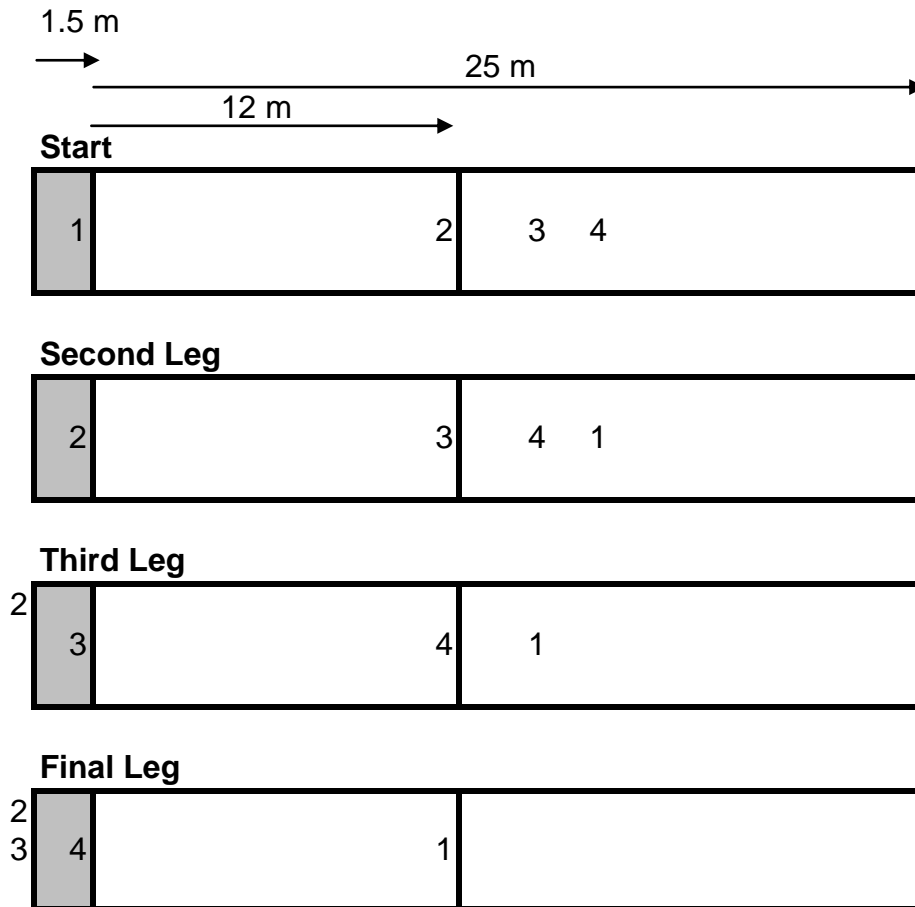 1.5 m
25 m
12 m
Start
1 2 3 4
Second Leg
2 3 4 1
Third Leg
2
3 4 1
Final Leg
2
3 4 1